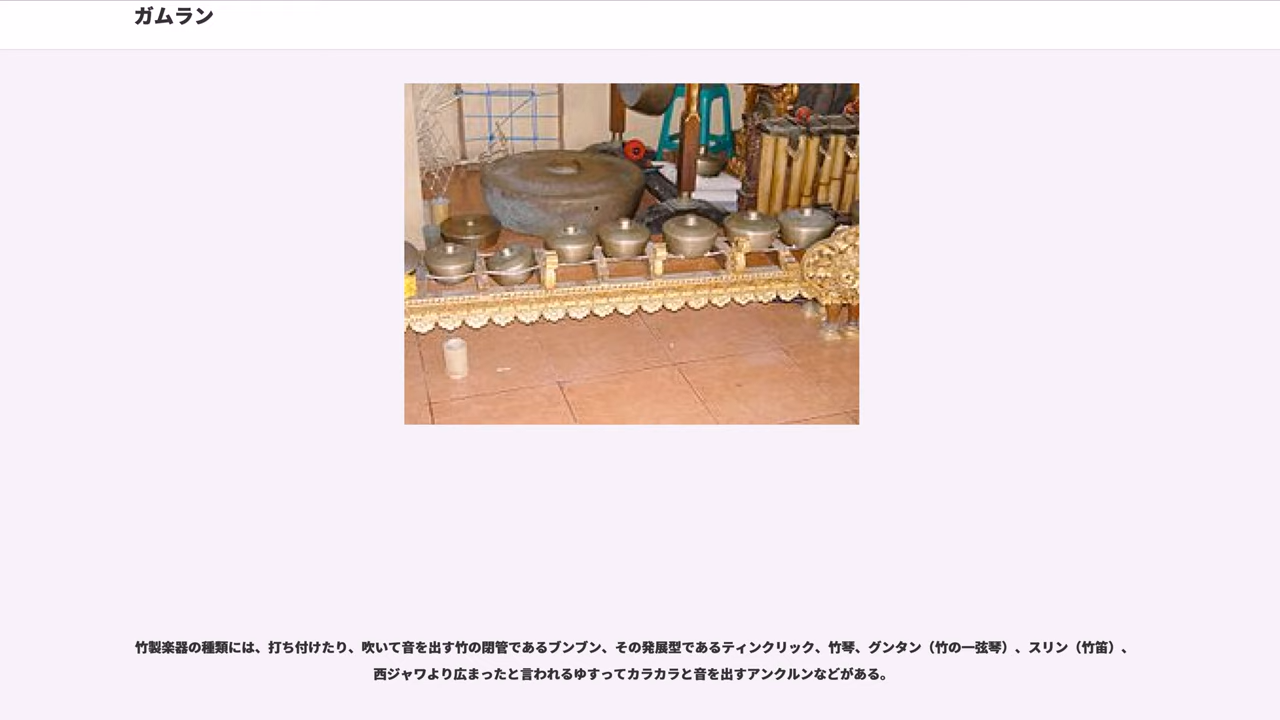 ガムラン
竹製楽器の種類には、打ち付けたり、吹いて音を出す竹の閉管であるブンブン、その発展型であるティンクリック、竹琴、グンタン（竹の一弦琴）、スリン（竹笛）、
西ジャワより広まったと言われるゆすってカラカラと音を出すアンクルンなどがある。